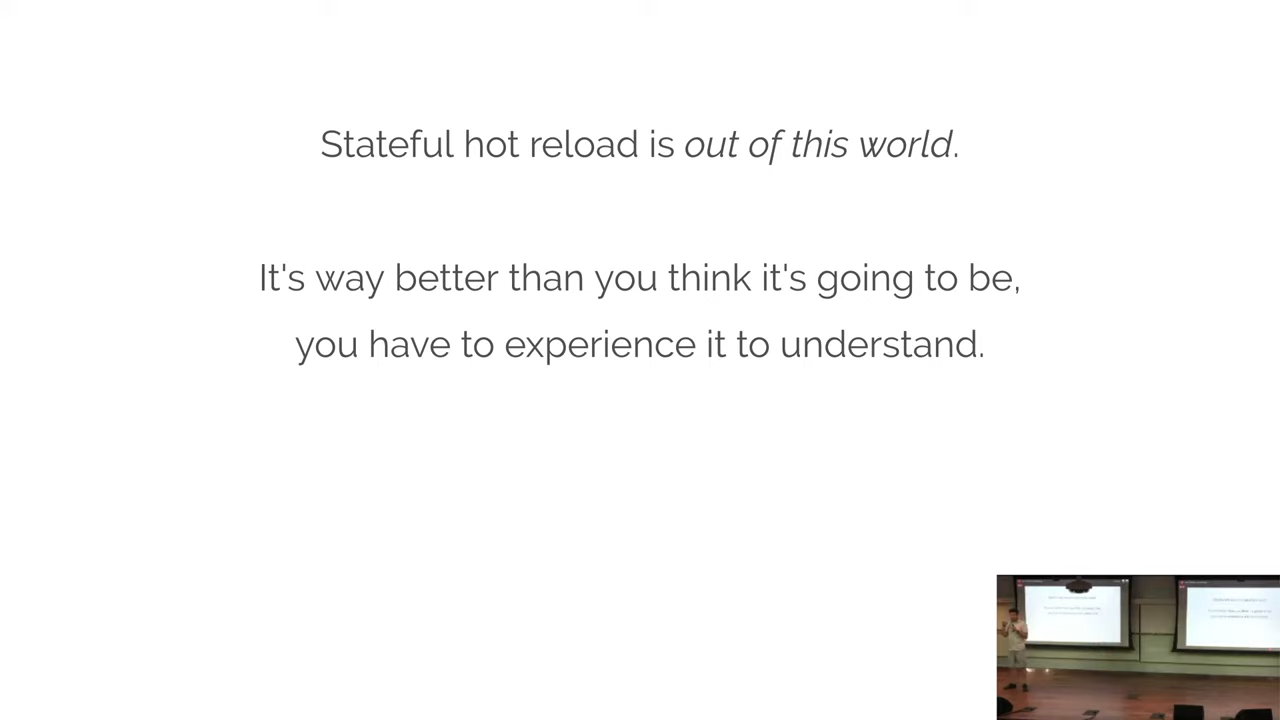 Stateful hot reload is out of this world.
It's way better than you think it's going to be,
you have to experience it to understand.